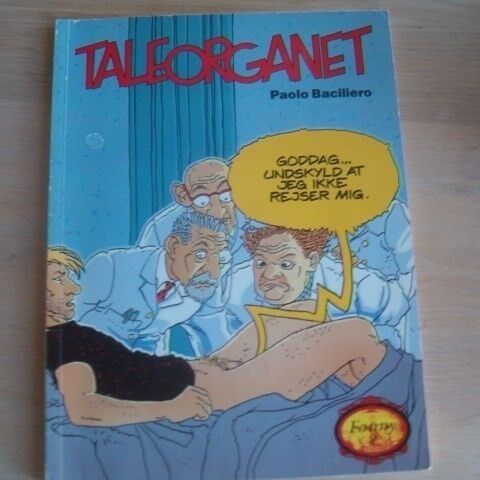 TALEORGANET
Paolo Baciliero
GODDAG...
UNDSKYLD AT
JEG IKKE
REJSER MIG.